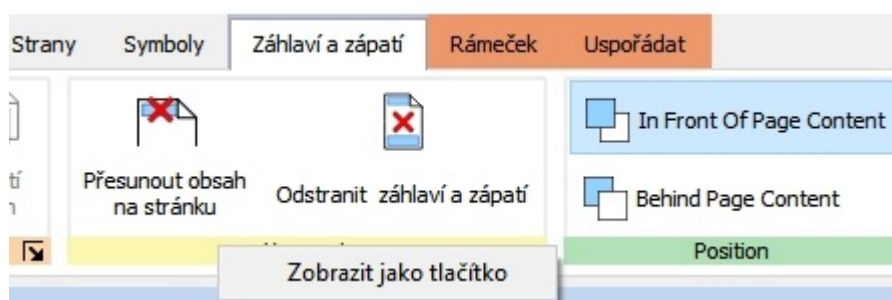 Strany Symboly Záhlaví a zápatí Rámeček Uspořádat
In Front Of Page Content
Přesunout obsah
na stránku
Odstranit záhlaví a zápatí
Behind Page Content
Position
Zobrazit jako tlačítko